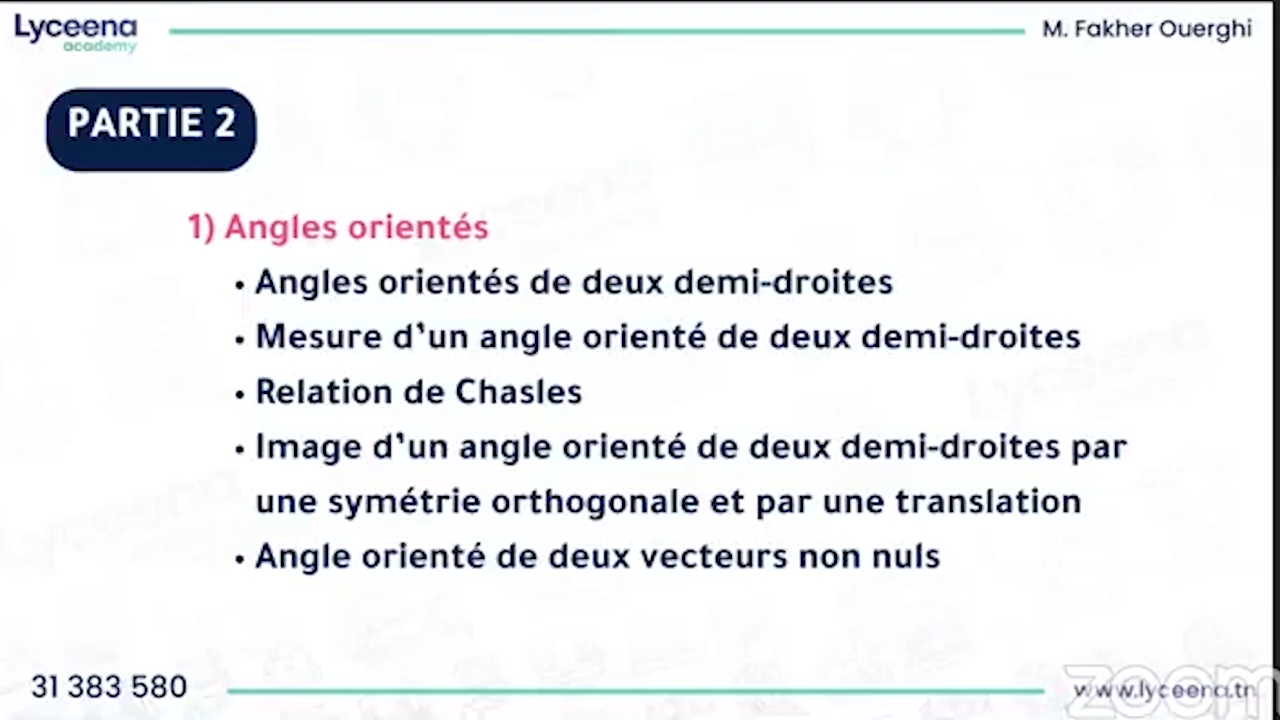 Lyceena
academy
M. Fakher Ouerghi
PARTIE 2
1) Angles orientés
• Angles orientés de deux demi-droites
• Mesure d’un angle orienté de deux demi-droites
• Relation de Chasles
• Image d’un angle orienté de deux demi-droites par
une symétrie orthogonale et par une translation
• Angle orienté de deux vecteurs non nuls
31 383 580
www.lyceena.tn
zoom